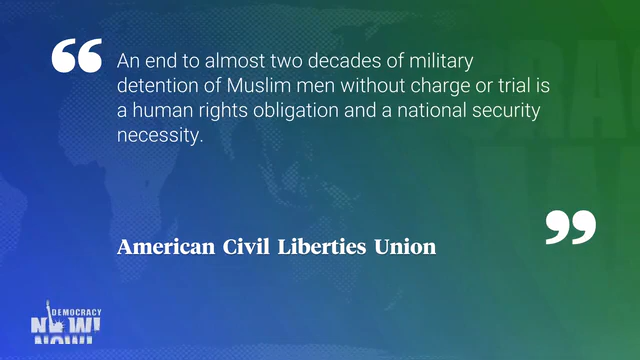 An end to almost two decades of military
detention of Muslim men without charge or trial is
a human rights obligation and a national security
necessity.
American Civil Liberties Union
DEMOCRACY
NOW!
NOW!